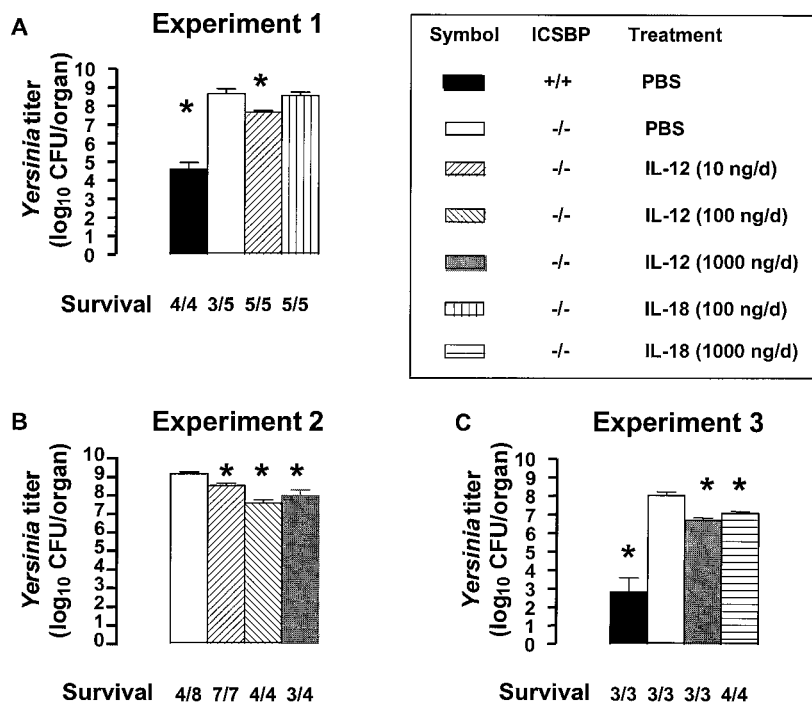 A
Experiment 1
Yersinia titer
(log10 CFU/organ)
10
9
8
7
6
5
4
3
2
1
0
*
*
Survival 4/4 3/5 5/5 5/5
Symbol ICSBP Treatment
+/+ PBS
-/- PBS
-/- IL-12 (10 ng/d)
-/- IL-12 (100 ng/d)
-/- IL-12 (1000 ng/d)
-/- IL-18 (100 ng/d)
-/- IL-18 (1000 ng/d)
B
Experiment 2
Yersinia titer
(log10 CFU/organ)
10
9
8
7
6
5
4
3
2
1
0
* * *
Survival 4/8 7/7 4/4 3/4
C
Experiment 3
Yersinia titer
(log10 CFU/organ)
10
9
8
7
6
5
4
3
2
1
0
* *
*
Survival 3/3 3/3 3/3 4/4